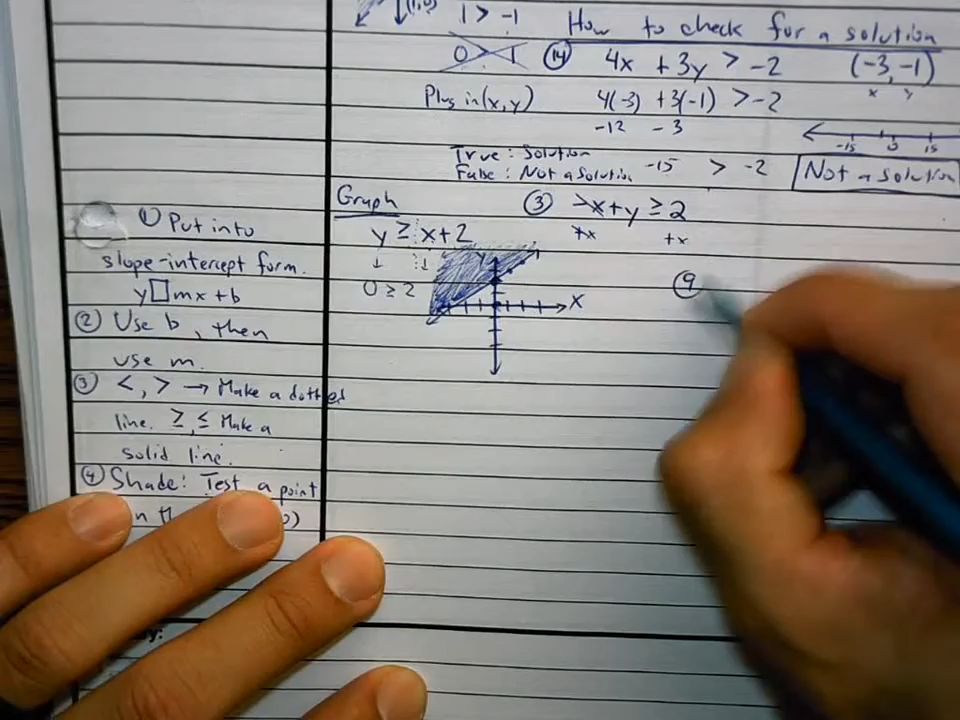 (1,0) 1 > -1 How to check for a solution
0 > 1 (14) 4x + 3y > -2 (-3,-1)
x y
Plug in (x, y) 4(-3) + 3(-1) > -2
-12 - 3
-15 0 15
True: Solution
False: Not a Solution -15 > -2 Not a solution
Graph (3) -x+y ≥ 2
+x +x
y ≥ x+2
0 ≥ 2
y
x
(9)
(1) Put into
slope-intercept form.
y □ mx + b
(2) Use b, then
use m.
(3) <, > → Make a dotted
line. ≥, ≤ Make a
solid line.
(4) Shade: Test a point